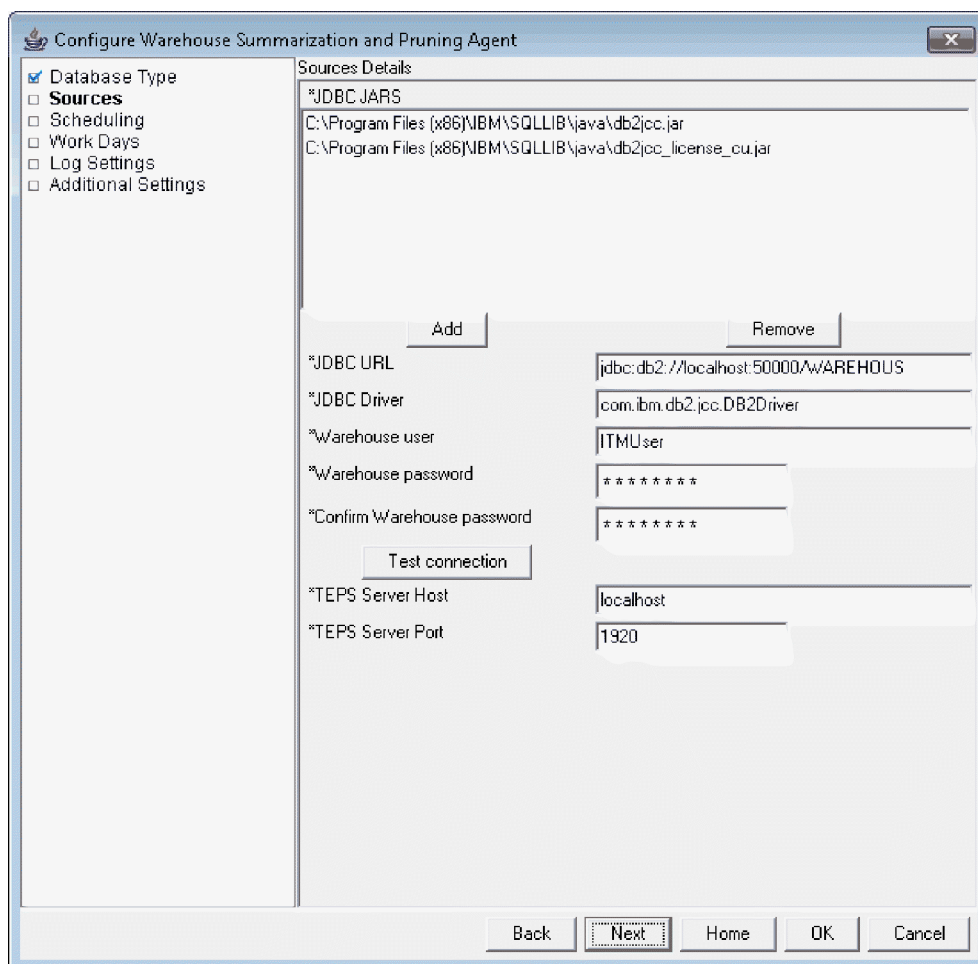 Configure Warehouse Summarization and Pruning Agent
Database Type
Sources
Scheduling
Work Days
Log Settings
Additional Settings
Sources Details
*JDBC JARS
C:\Program Files (x86)\IBM\SQLLIB\java\db2jcc.jar
C:\Program Files (x86)\IBM\SQLLIB\java\db2jcc_license_cu.jar
Add Remove
*JDBC URL jdbc:db2://localhost:50000/WAREHOUS
*JDBC Driver com.ibm.db2.jcc.DB2Driver
*Warehouse user ITMUser
*Warehouse password ********
*Confirm Warehouse password ********
Test connection
*TEPS Server Host localhost
*TEPS Server Port 1920
Back Next Home OK Cancel